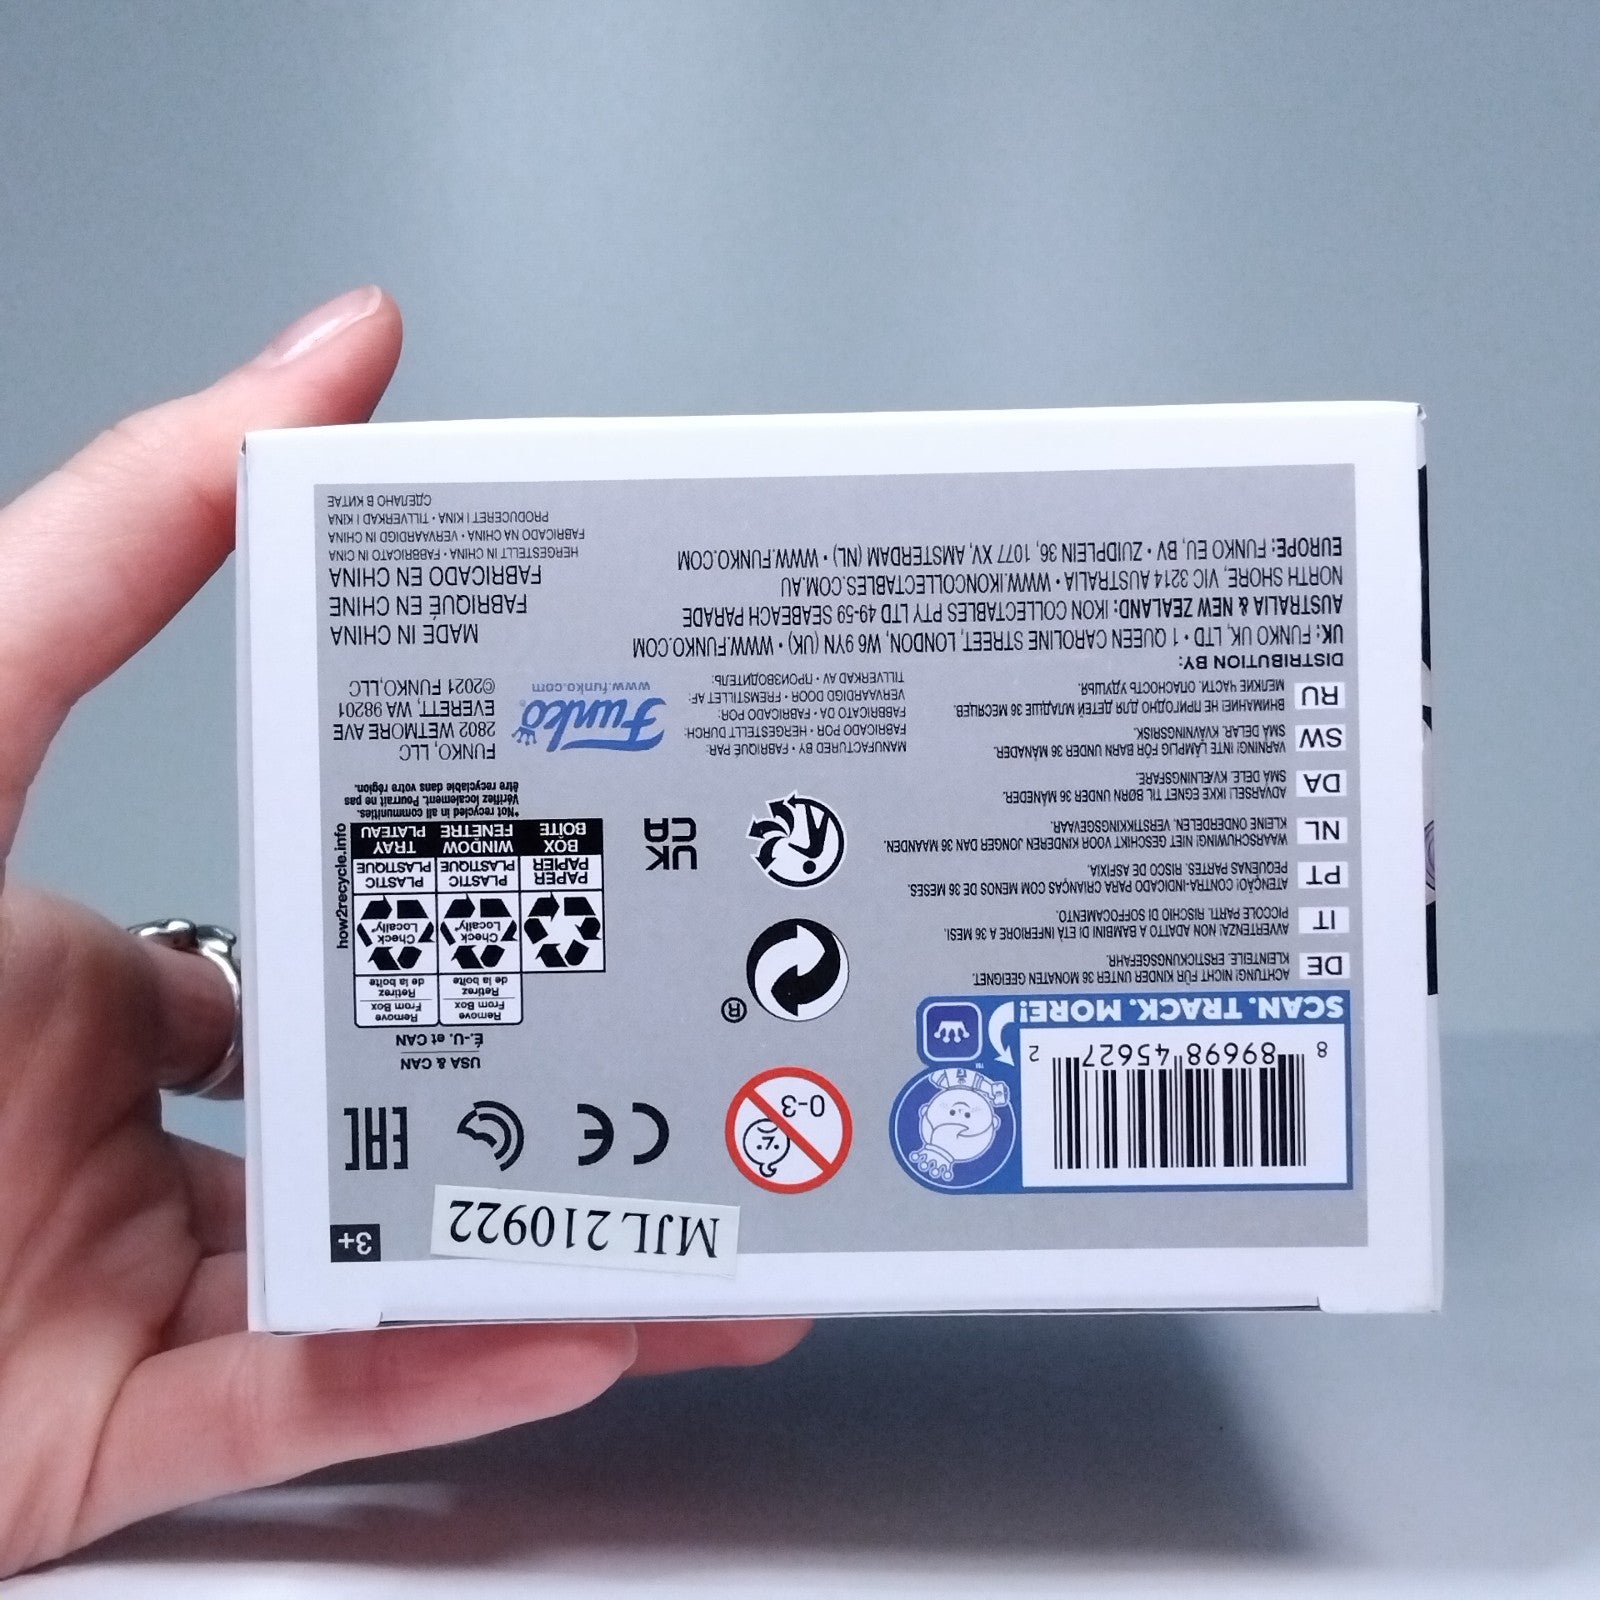 3+
MJL 210922
8 89698 45627 2
SCAN. TRACK. MORE!
TM
0-3
CE
EAC
DE
ACHTUNG! NICHT FÜR KINDER UNTER 36 MONATEN GEEIGNET.
KLEINTEILE. ERSTICKUNGSGEFAHR.
IT
AVVERTENZA! NON ADATTO A BAMBINI DI ETÀ INFERIORE A 36 MESI.
PICCOLE PARTI. RISCHIO DI SOFFOCAMENTO.
PT
ATENÇÃO! CONTRA-INDICADO PARA CRIANÇAS COM MENOS DE 36 MESES.
PEQUENAS PARTES. RISCO DE ASFIXIA.
NL
WAARSCHUWING! NIET GESCHIKT VOOR KINDEREN JONGER DAN 36 MAANDEN.
KLEINE ONDERDELEN. VERSTIKKINGSGEVAAR.
DA
ADVARSEL! IKKE EGNET TIL BØRN UNDER 36 MÅNEDER.
SMÅ DELE. KVÆLNINGSFARE.
SW
VARNING! INTE LÄMPLIG FÖR BARN UNDER 36 MÅNADER.
SMÅ DELAR. KVÄVNINGSRISK.
RU
ВНИМАНИЕ! НЕ ПРИГОДНО ДЛЯ ДЕТЕЙ МЛАДШЕ 36 МЕСЯЦЕВ.
МЕЛКИЕ ЧАСТИ. ОПАСНОСТЬ УДУШЬЯ.
®
UK
CA
USA & CAN
É.-U. et CAN
Remove
From Box
Retirez
de la boîte
Remove
From Box
Retirez
de la boîte
Check
Locally*
Check
Locally*
PAPER
PAPIER
BOX
BOÎTE
PLASTIC
PLASTIQUE
WINDOW
FENÊTRE
PLASTIC
PLASTIQUE
TRAY
PLATEAU
how2recycle.info
*Not recycled in all communities.
Vérifiez localement. Pourrait ne pas
être recyclable dans votre région.
MANUFACTURED BY • FABRIQUÉ PAR:
FABRICADO POR • HERGESTELLT DURCH:
FABRICATO DA • FABRICADO POR:
VERVAARDIGD DOOR • FREMSTILLET AF:
TILLVERKAD AV • ПРОИЗВОДИТЕЛЬ:
Funko®
www.funko.com
FUNKO, LLC
2802 WETMORE AVE
EVERETT, WA 98201
©2021 FUNKO,LLC
DISTRIBUTION BY:
UK: FUNKO UK, LTD • 1 QUEEN CAROLINE STREET, LONDON, W6 9YN (UK) • WWW.FUNKO.COM
AUSTRALIA & NEW ZEALAND: IKON COLLECTABLES PTY LTD 49-59 SEABEACH PARADE
NORTH SHORE, VIC 3214 AUSTRALIA • WWW.IKONCOLLECTABLES.COM.AU
EUROPE: FUNKO EU, BV • ZUIDPLEIN 36, 1077 XV, AMSTERDAM (NL) • WWW.FUNKO.COM
MADE IN CHINA
FABRIQUÉ EN CHINE
FABRICADO EN CHINA
HERGESTELLT IN CHINA • FABBRICATO IN CINA
FABRICADO NA CHINA • VERVAARDIGD IN CHINA
PRODUCERET I KINA • TILLVERKAD I KINA
СДЕЛАНО В КИТАЕ